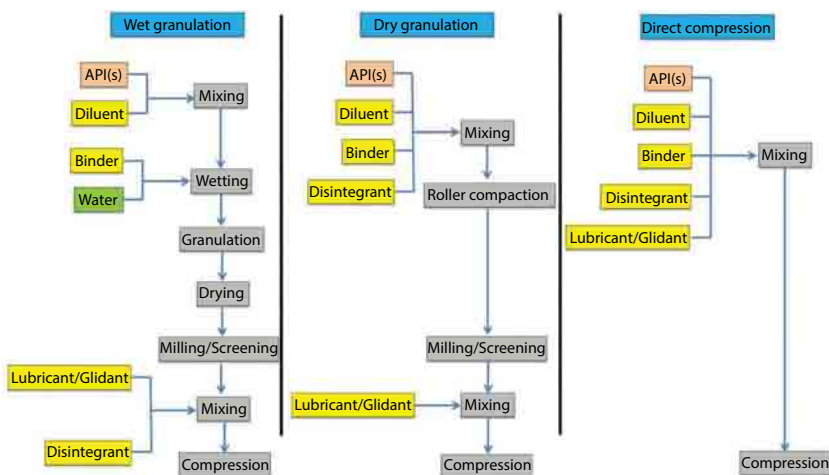 Wet granulation
API(s)
Mixing
Diluent
Binder
Wetting
Water
Granulation
Drying
Milling/Screening
Lubricant/Glidant
Mixing
Disintegrant
Compression
Dry granulation
API(s)
Diluent
Mixing
Binder
Disintegrant
Roller compaction
Milling/Screening
Lubricant/Glidant
Mixing
Compression
Direct compression
API(s)
Diluent
Binder
Mixing
Disintegrant
Lubricant/Glidant
Compression